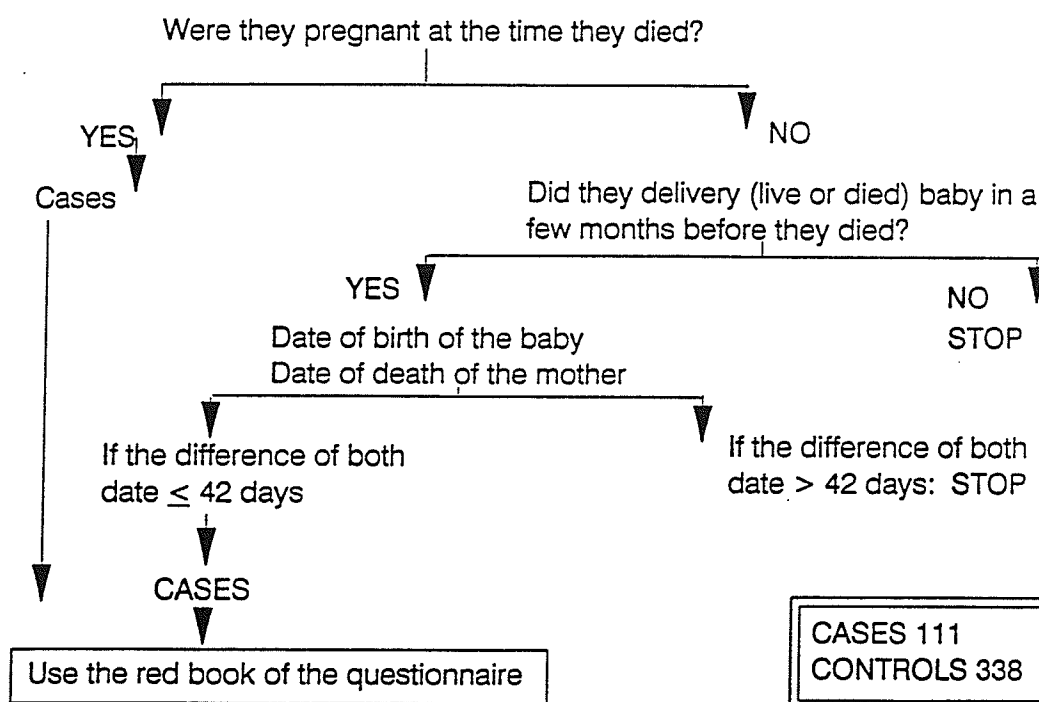 Were they pregnant at the time they died?
YES
NO
Cases
Did they delivery (live or died) baby in a
few months before they died?
YES
NO
STOP
Date of birth of the baby
Date of death of the mother
If the difference of both
date ≤ 42 days
If the difference of both
date > 42 days: STOP
CASES
Use the red book of the questionnaire
CASES 111
CONTROLS 338